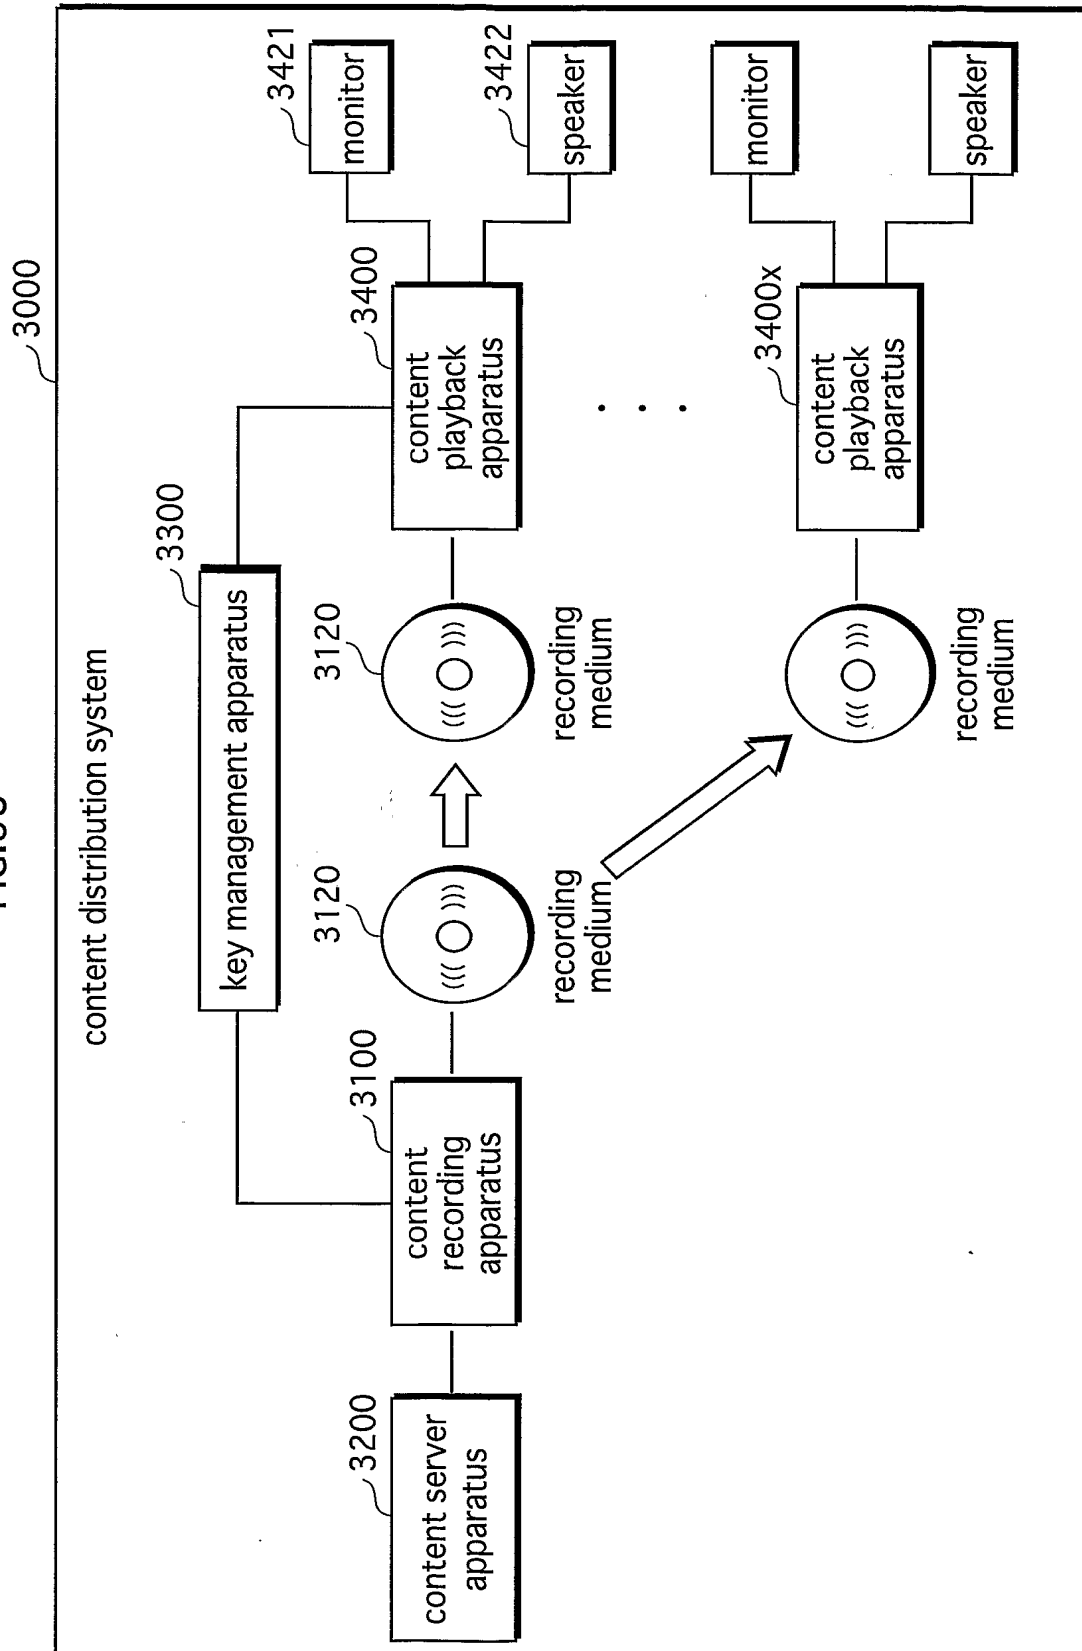 3000
content distribution system
3300
key management apparatus
3200
content server
apparatus
3100
content
recording
apparatus
3120
recording
medium
3120
recording
medium
3400
content
playback
apparatus
3421
monitor
3422
speaker
. . .
recording
medium
3400x
content
playback
apparatus
monitor
speaker